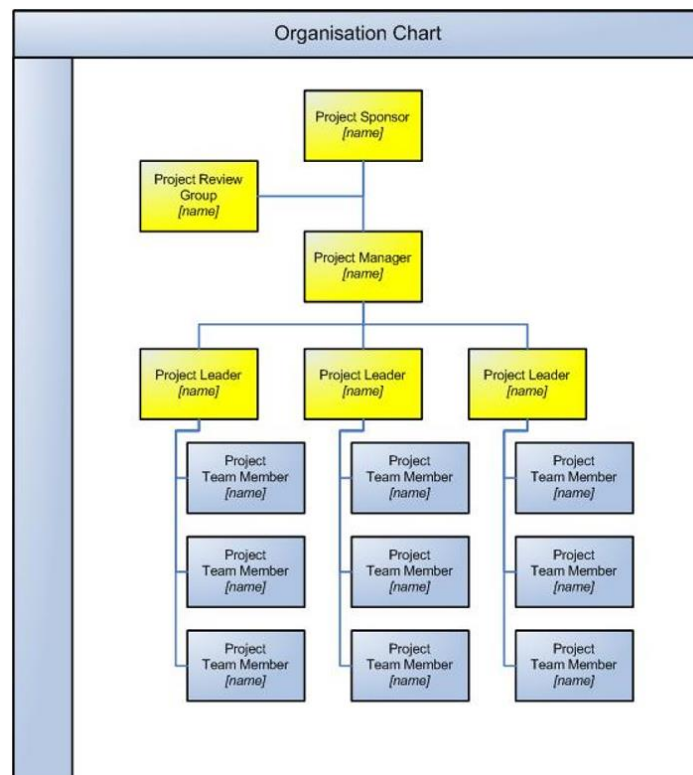 Organisation Chart
Project Sponsor
[name]
Project Review
Group
[name]
Project Manager
[name]
Project Leader
[name]
Project Leader
[name]
Project Leader
[name]
Project
Team Member
[name]
Project
Team Member
[name]
Project
Team Member
[name]
Project
Team Member
[name]
Project
Team Member
[name]
Project
Team Member
[name]
Project
Team Member
[name]
Project
Team Member
[name]
Project
Team Member
[name]